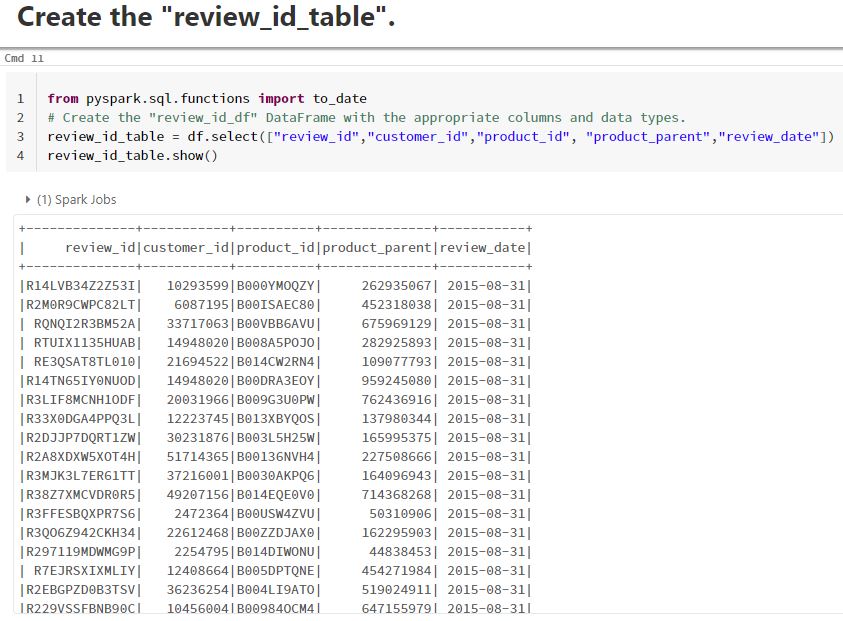 Create the "review_id_table".
Cmd 11
1 from pyspark.sql.functions import to_date
2 # Create the "review_id_df" DataFrame with the appropriate columns and data types.
3 review_id_table = df.select(["review_id","customer_id","product_id", "product_parent","review_date"])
4 review_id_table.show()
(1) Spark Jobs
+--------------+-----------+----------+--------------+-----------+
|     review_id|customer_id|product_id|product_parent|review_date|
+--------------+-----------+----------+--------------+-----------+
|R14LVB34Z2Z53I|   10293599|B000YMOQZY|     262935067| 2015-08-31|
|R2M0R9CWPC82LT|    6087195|B00ISAEC80|     452318038| 2015-08-31|
| RQNQI2R3BM52A|   33717063|B00VBB6AVU|     675969129| 2015-08-31|
| RTUIX1135HUAB|   14948020|B008A5POJO|     282925893| 2015-08-31|
| RE3QSAT8TL010|   21694522|B014CW2RN4|     109077793| 2015-08-31|
|R14TN65IY0NUOD|   14948020|B00DRA3EOY|     959245080| 2015-08-31|
|R3LIF8MCNH1ODF|   20031966|B009G3U0PW|     762436916| 2015-08-31|
|R33X0DGA4PPQ3L|   12223745|B013XBYQOS|     137980344| 2015-08-31|
|R2DJJP7DQRT1ZW|   30231876|B003L5H25W|     165995375| 2015-08-31|
|R2A8XDXW5XOT4H|   51714365|B00136NVH4|     227508666| 2015-08-31|
|R3MJK3L7ER61TT|   37216001|B0030AKPQ6|     164096943| 2015-08-31|
|R38Z7XMCVDR0R5|   49207156|B014EQE0V0|     714368268| 2015-08-31|
|R3FFESBQXPR7S6|    2472364|B00USW4ZVU|      50310906| 2015-08-31|
|R3QO6Z942CKH34|   22612468|B00ZZDJAX0|     162295903| 2015-08-31|
|R297119MDWMG9P|    2254795|B014DIWONU|      44838453| 2015-08-31|
| R7EJRSXIXMLIY|   12408664|B005DPTQNE|     454271984| 2015-08-31|
|R2EBGPZD0B3TSV|   36236254|B004LI9ATO|     519024911| 2015-08-31|
|R229VSSFBNB90C|   10456004|B00984OCM4|     647155979| 2015-08-31|